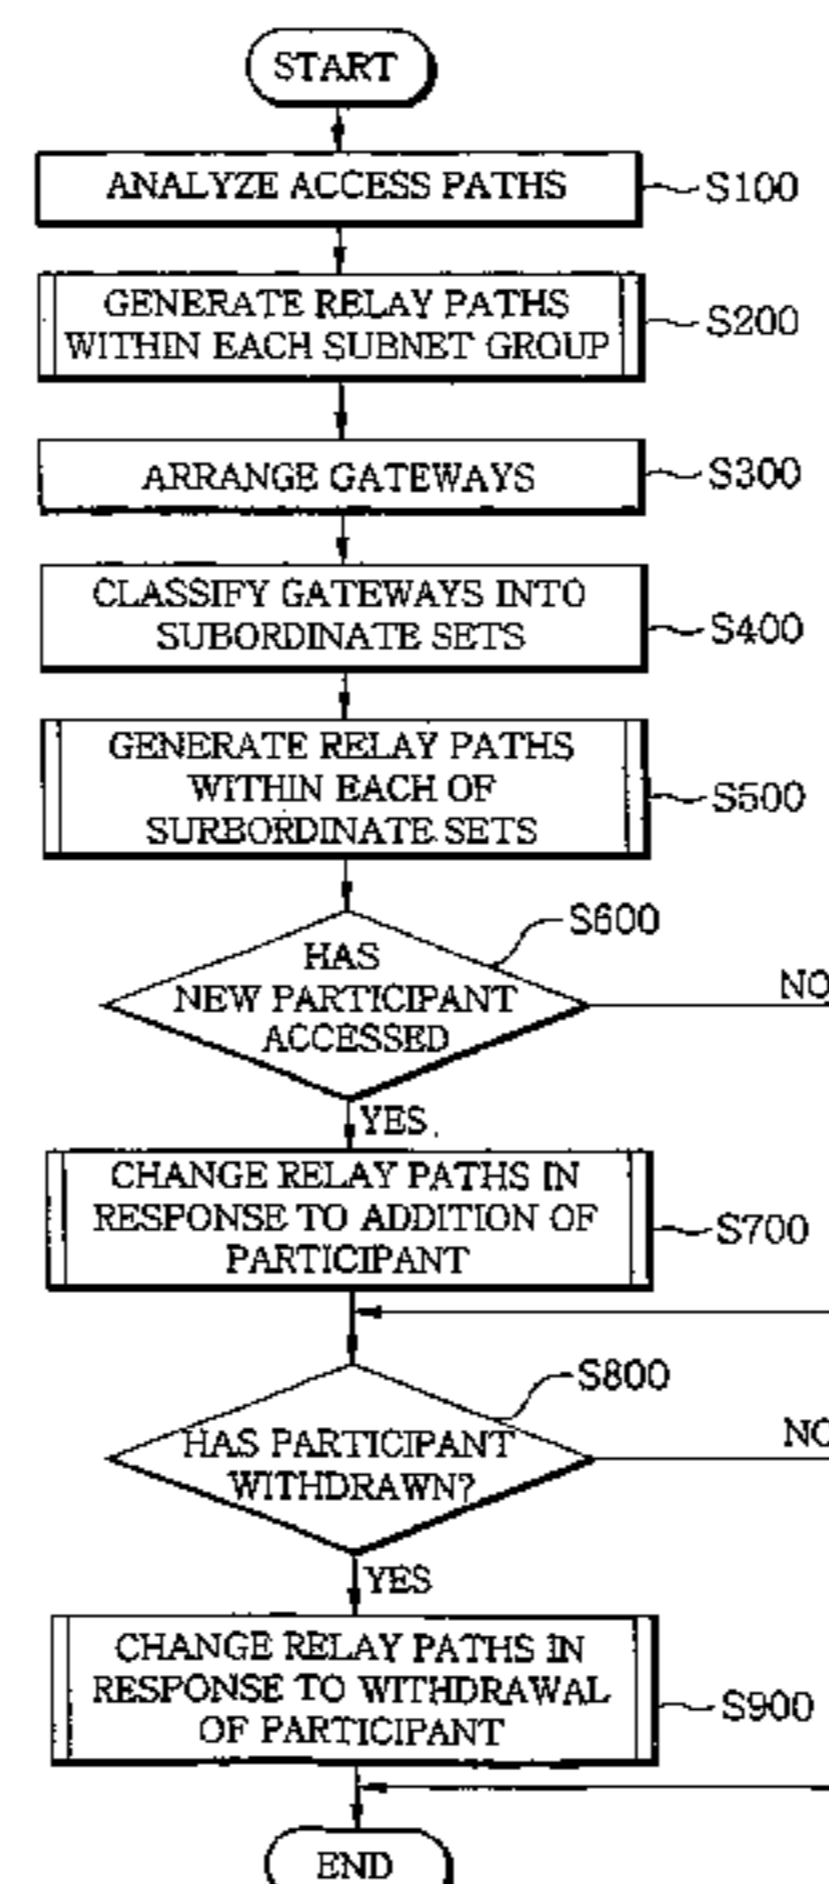 START
ANALYZE ACCESS PATHS
S100
GENERATE RELAY PATHS
WITHIN EACH SUBNET GROUP
S200
ARRANGE GATEWAYS
S300
CLASSIFY GATEWAYS INTO
SUBORDINATE SETS
S400
GENERATE RELAY PATHS
WITHIN EACH OF
SURBORDINATE SETS
S500
S600
HAS
NEW PARTICIPANT
ACCESSED
NO
YES
CHANGE RELAY PATHS IN
RESPONSE TO ADDITION OF
PARTICIPANT
S700
S800
HAS PARTICIPANT
WITHDRAWN?
NO
YES
CHANGE RELAY PATHS IN
RESPONSE TO WITHDRAWAL
OF PARTICIPANT
S900
END